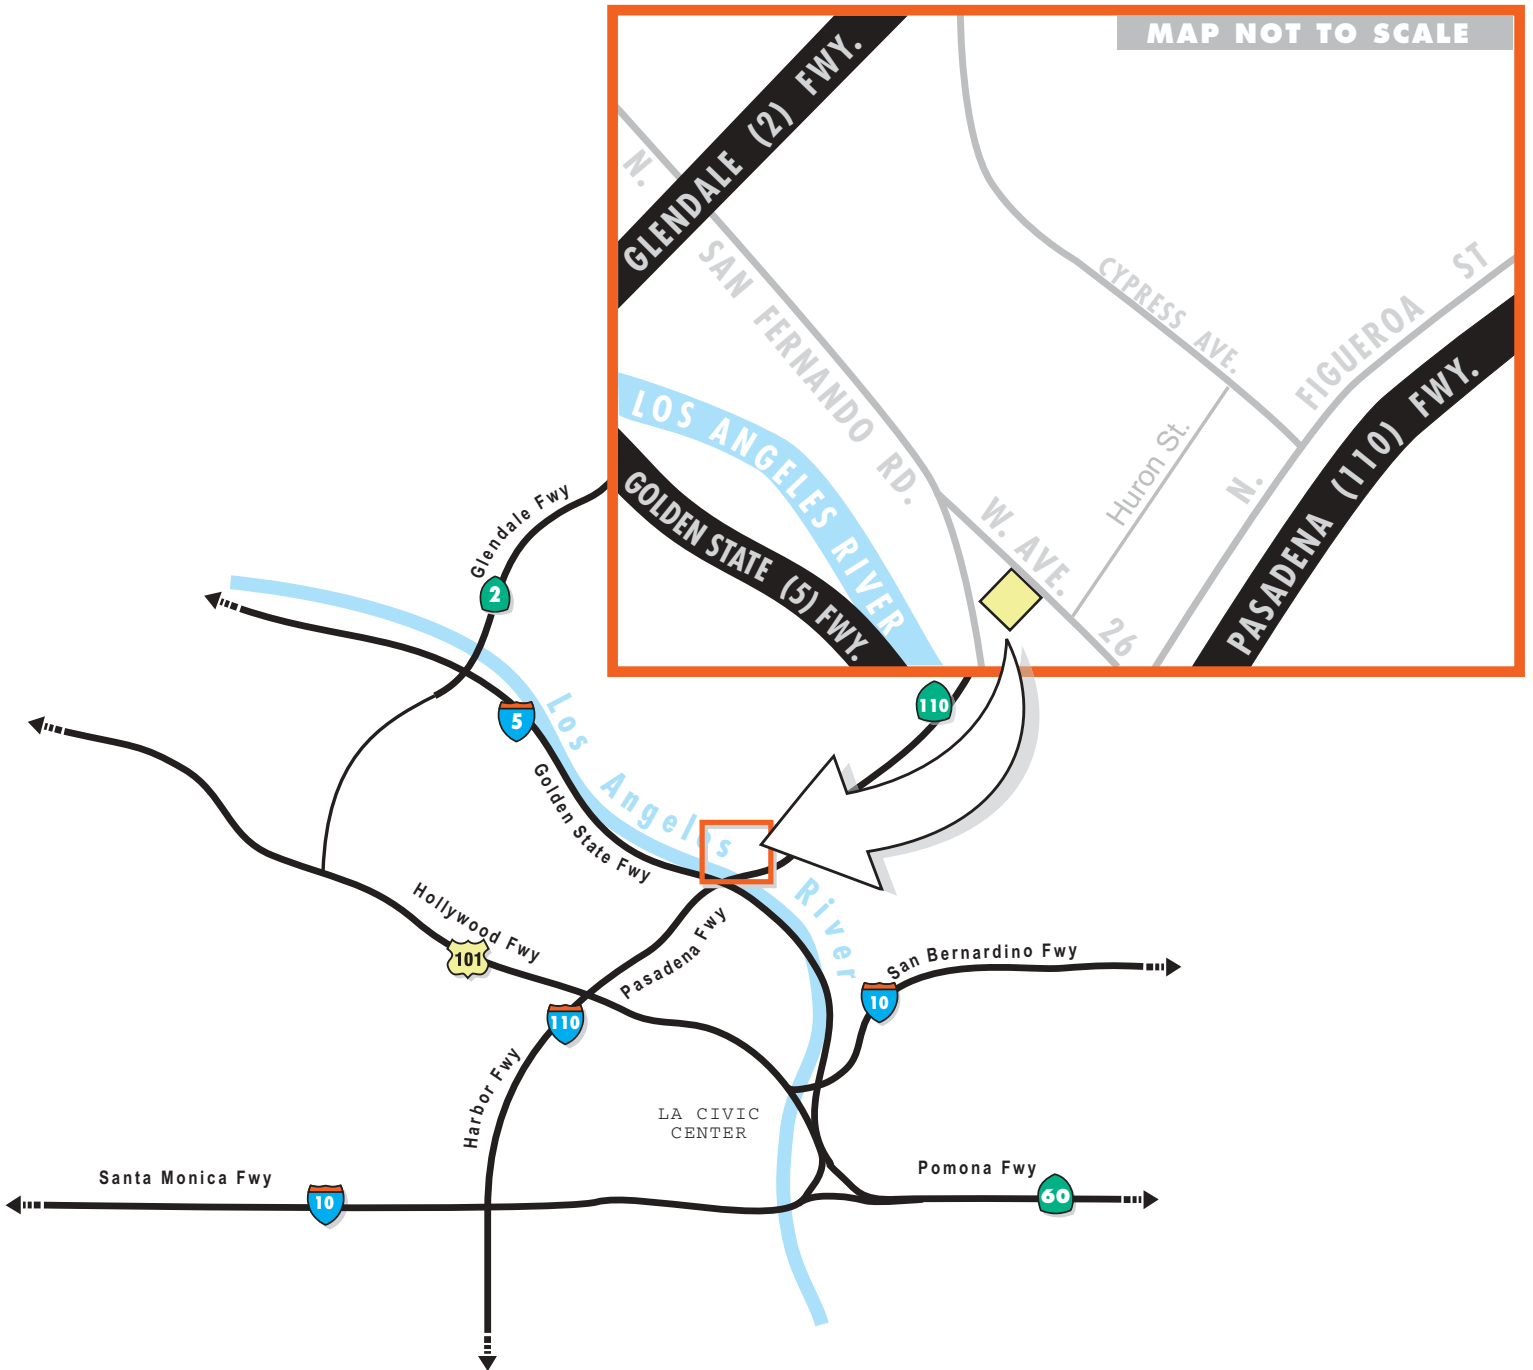 MAP NOT TO SCALE
GLENDALE (2) FWY.
N. SAN FERNANDO RD.
CYPRESS AVE.
N. FIGUEROA ST
LOS ANGELES RIVER
GOLDEN STATE (5) FWY.
Huron St.
W. AVE. 26
PASADENA (110) FWY.
Glendale Fwy
2
110
5
Los Angeles River
Golden State Fwy
Hollywood Fwy
101
Pasadena Fwy
San Bernardino Fwy
10
110
Harbor Fwy
LA CIVIC
CENTER
Santa Monica Fwy
10
Pomona Fwy
60